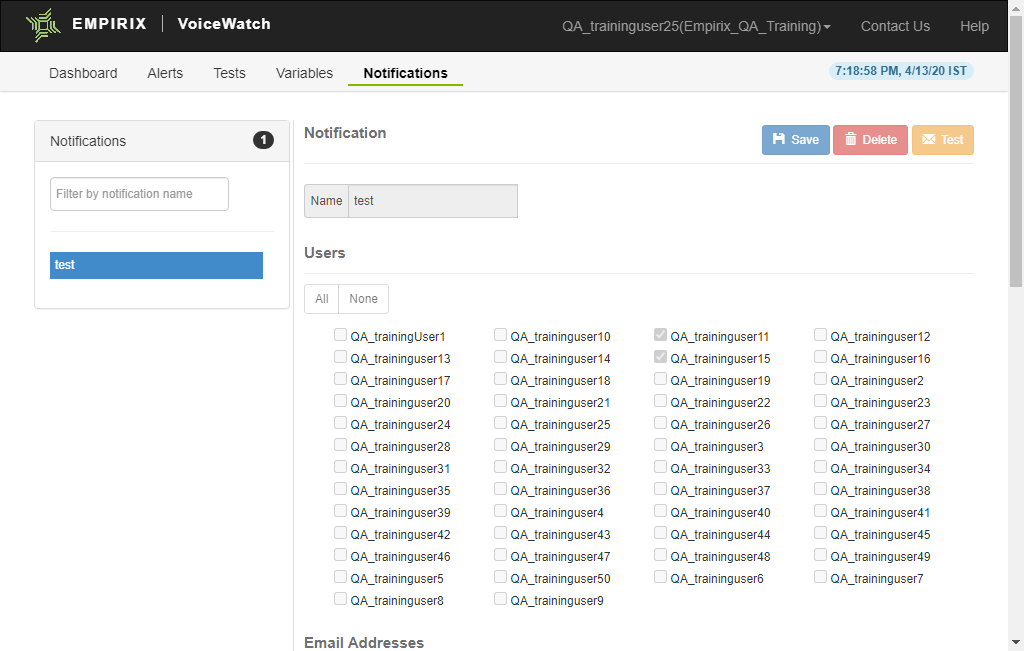 EMPIRIX | VoiceWatch QA_traininguser25(Empirix_QA_Training) Contact Us Help
Dashboard Alerts Tests Variables Notifications 7:18:58 PM, 4/13/20 IST
Notifications 1
Filter by notification name
test
Notification Save Delete Test
Name test
Users
All None
QA_trainingUser1 QA_traininguser10 QA_traininguser11 QA_traininguser12
QA_traininguser13 QA_traininguser14 QA_traininguser15 QA_traininguser16
QA_traininguser17 QA_traininguser18 QA_traininguser19 QA_traininguser2
QA_traininguser20 QA_traininguser21 QA_traininguser22 QA_traininguser23
QA_traininguser24 QA_traininguser25 QA_traininguser26 QA_traininguser27
QA_traininguser28 QA_traininguser29 QA_traininguser3 QA_traininguser30
QA_traininguser31 QA_traininguser32 QA_traininguser33 QA_traininguser34
QA_traininguser35 QA_traininguser36 QA_traininguser37 QA_traininguser38
QA_traininguser39 QA_traininguser4 QA_traininguser40 QA_traininguser41
QA_traininguser42 QA_traininguser43 QA_traininguser44 QA_traininguser45
QA_traininguser46 QA_traininguser47 QA_traininguser48 QA_traininguser49
QA_traininguser5 QA_traininguser50 QA_traininguser6 QA_traininguser7
QA_traininguser8 QA_traininguser9
Email Addresses